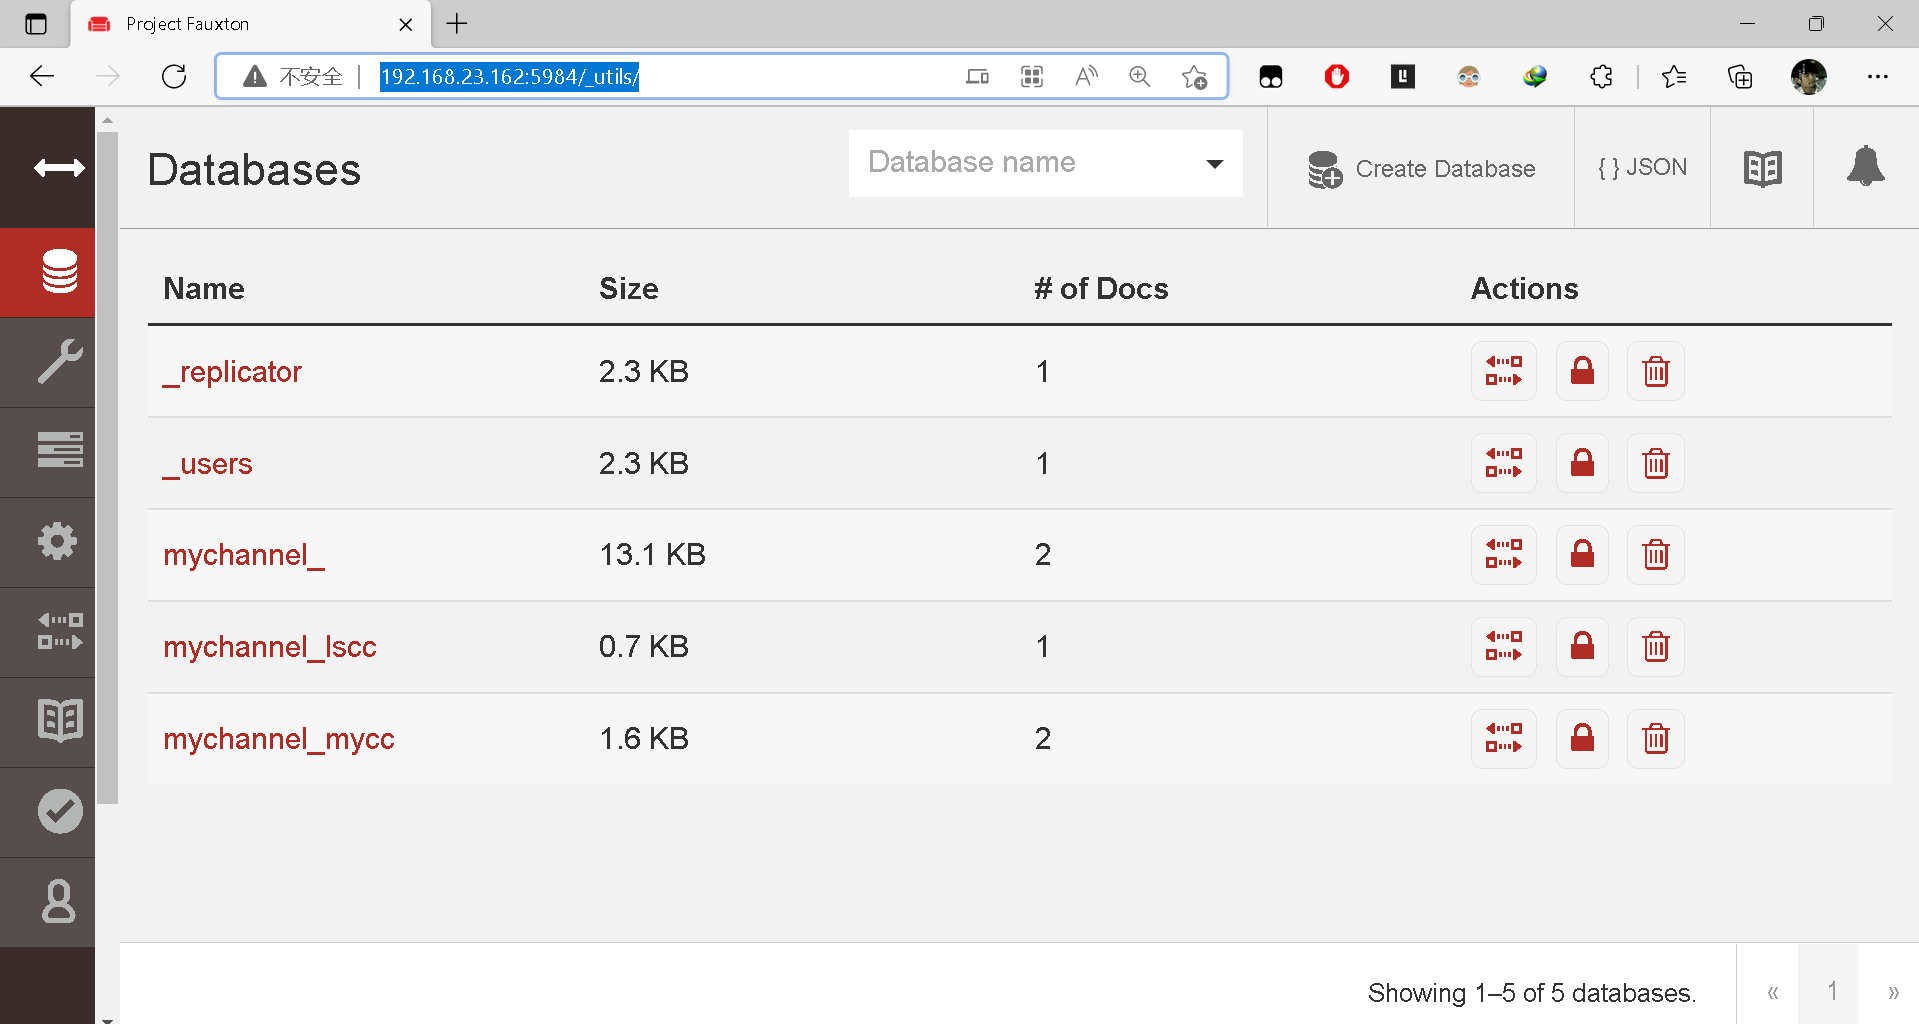 Project Fauxton
不安全 192.168.23.162:5984/_utils/
Databases
Database name
Create Database
{ } JSON
Name Size # of Docs Actions
_replicator 2.3 KB 1
_users 2.3 KB 1
mychannel_ 13.1 KB 2
mychannel_lscc 0.7 KB 1
mychannel_mycc 1.6 KB 2
Showing 1–5 of 5 databases.
« 1 »